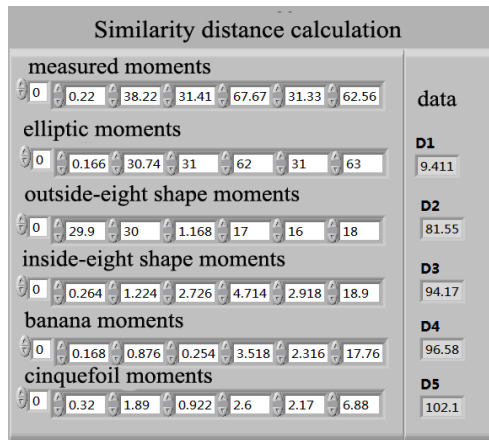 Similarity distance calculation
measured moments
0 0.22 38.22 31.41 67.67 31.33 62.56
elliptic moments
0 0.166 30.74 31 62 31 63
outside-eight shape moments
0 29.9 30 1.168 17 16 18
inside-eight shape moments
0 0.264 1.224 2.726 4.714 2.918 18.9
banana moments
0 0.168 0.876 0.254 3.518 2.316 17.76
cinquefoil moments
0 0.32 1.89 0.922 2.6 2.17 6.88
data
D1
9.411
D2
81.55
D3
94.17
D4
96.58
D5
102.1